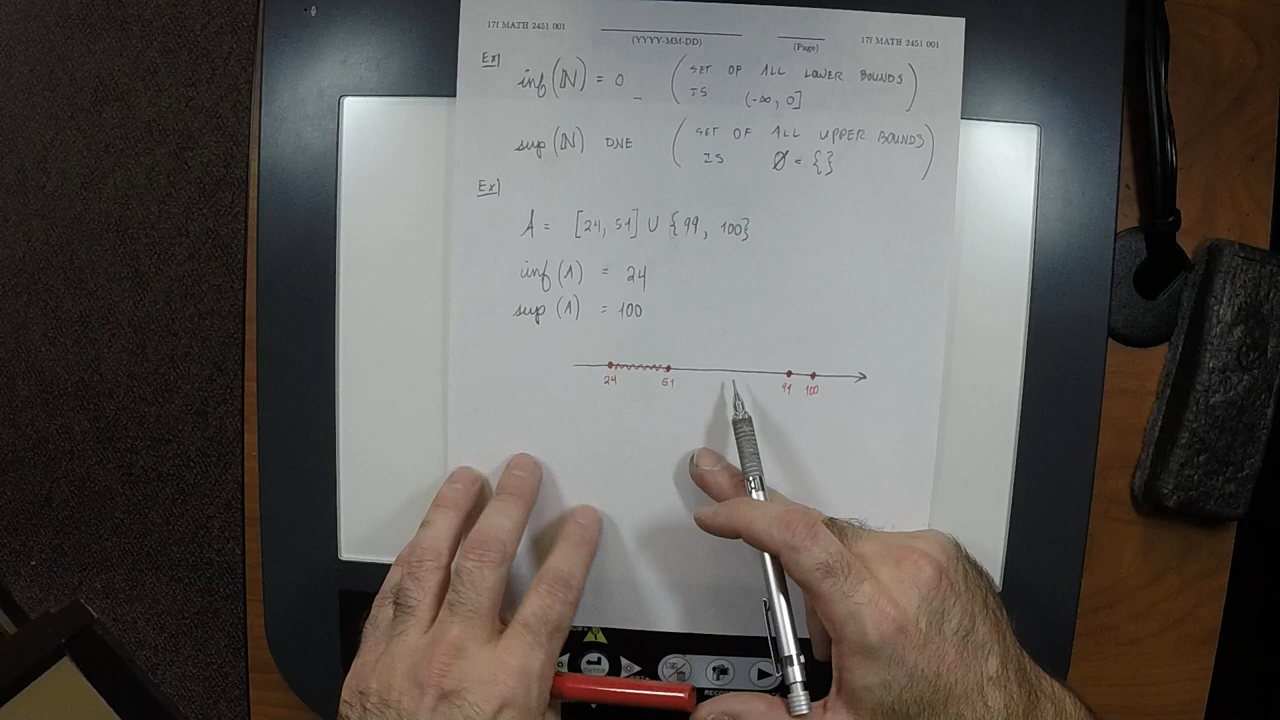 17f MATH 2451 001 (YYYY-MM-DD) (Page) 17f MATH 2451 001
Ex) inf(ℕ) = 0 (SET OF ALL LOWER BOUNDS
IS (-∞, 0])
sup(ℕ) DNE (SET OF ALL UPPER BOUNDS
IS Ø = {})
Ex)
A = [24, 51] ∪ {99, 100}
inf(A) = 24
sup(A) = 100
24 51 99 100
ENTER